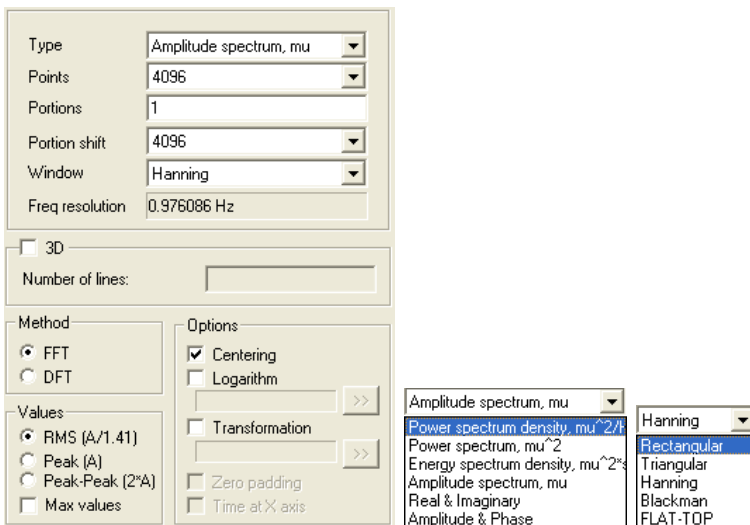 Type Amplitude spectrum, mu
Points 4096
Portions 1
Portion shift 4096
Window Hanning
Freq resolution 0.976086 Hz
3D
Number of lines:
Method
FFT
DFT
Values
RMS (A/1.41)
Peak (A)
Peak-Peak (2*A)
Max values
Options
Centering
Logarithm
>>
Transformation
>>
Zero padding
Time at X axis
Amplitude spectrum, mu
Power spectrum density, mu^2/
Power spectrum, mu^2
Energy spectrum density, mu^2*
Amplitude spectrum, mu
Real & Imaginary
Amplitude & Phase
Hanning
Rectangular
Triangular
Hanning
Blackman
FLAT-TOP